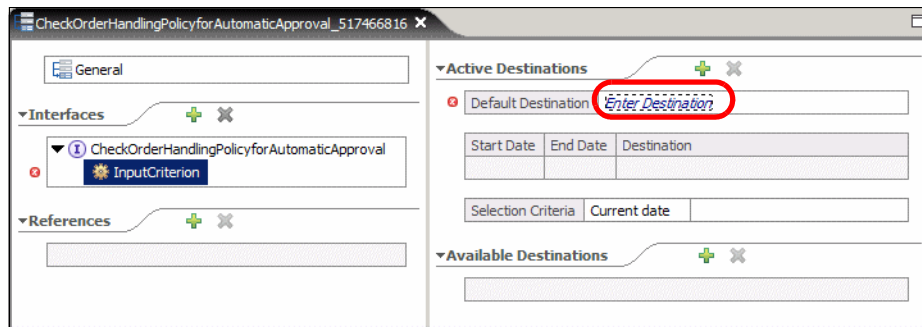 CheckOrderHandlingPolicyforAutomaticApproval_517466816
General
Interfaces
CheckOrderHandlingPolicyforAutomaticApproval
InputCriterion
References
Active Destinations
Default Destination Enter Destination
Start Date End Date Destination
Selection Criteria Current date
Available Destinations